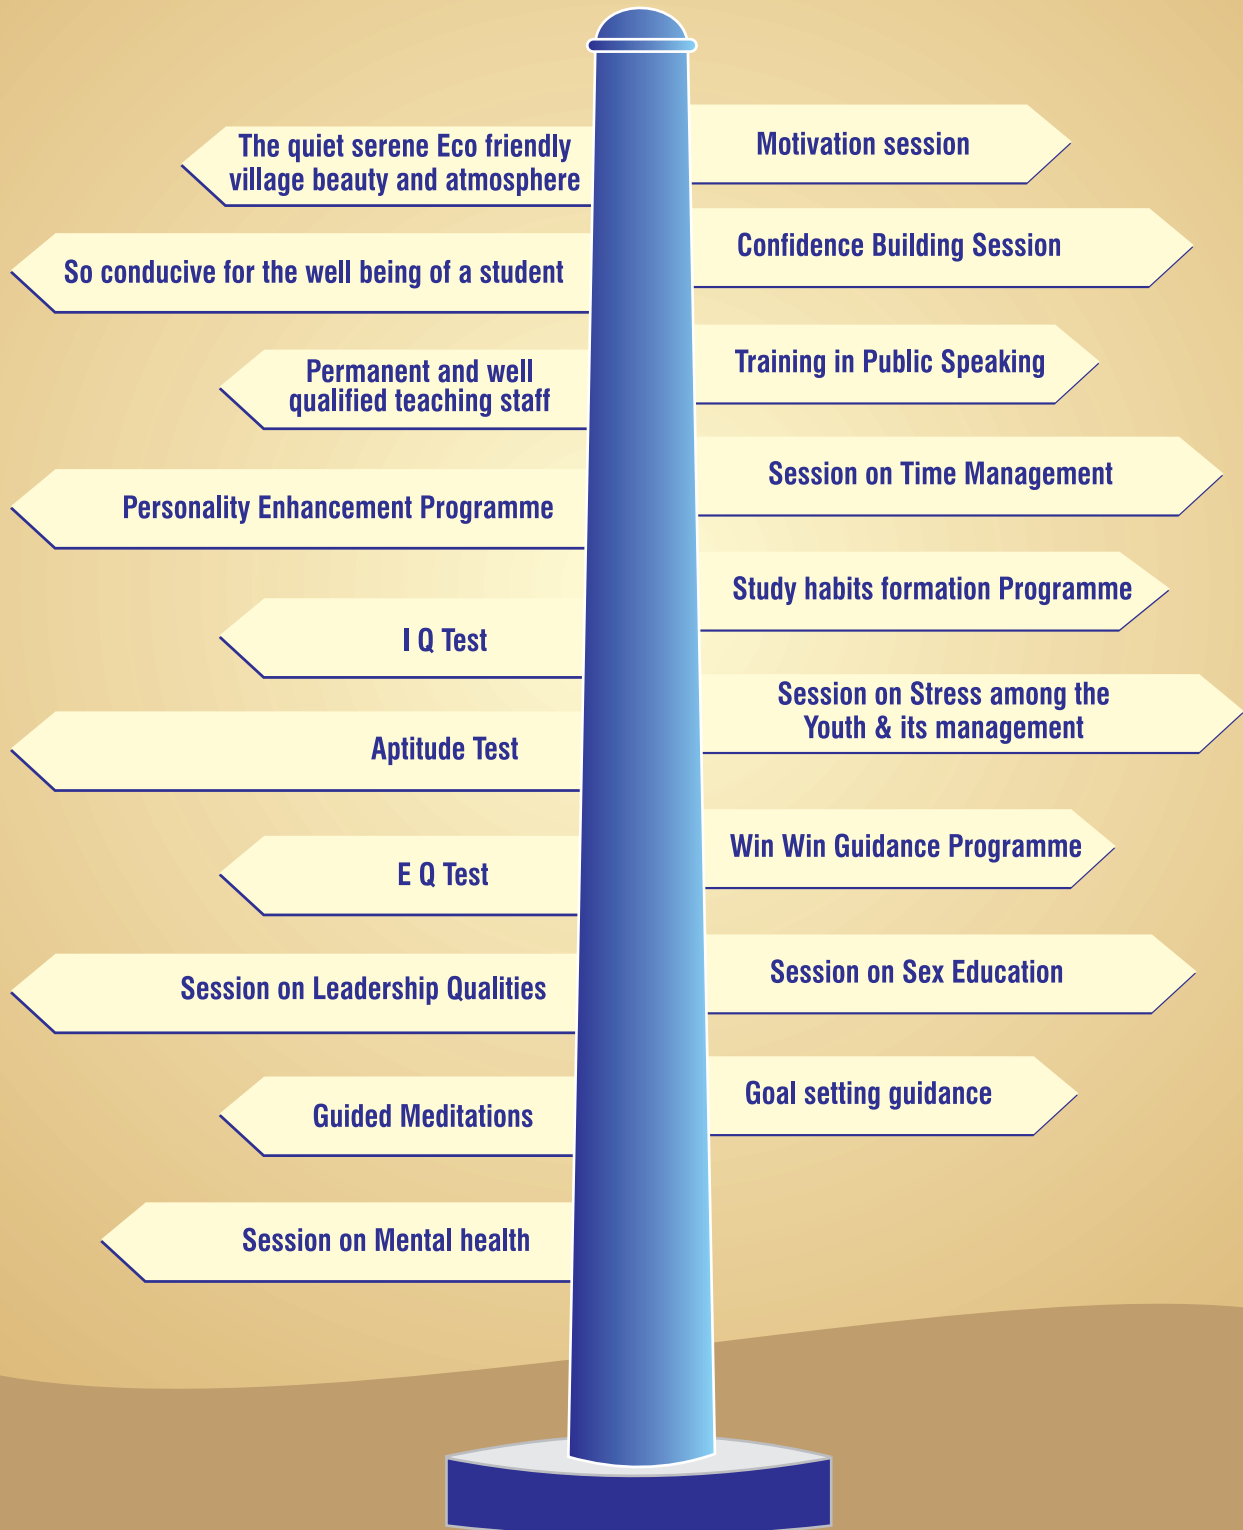 The quiet serene Eco friendly
village beauty and atmosphere
So conducive for the well being of a student
Permanent and well
qualified teaching staff
Personality Enhancement Programme
I Q Test
Aptitude Test
E Q Test
Session on Leadership Qualities
Guided Meditations
Session on Mental health
Motivation session
Confidence Building Session
Training in Public Speaking
Session on Time Management
Study habits formation Programme
Session on Stress among the
Youth & its management
Win Win Guidance Programme
Session on Sex Education
Goal setting guidance